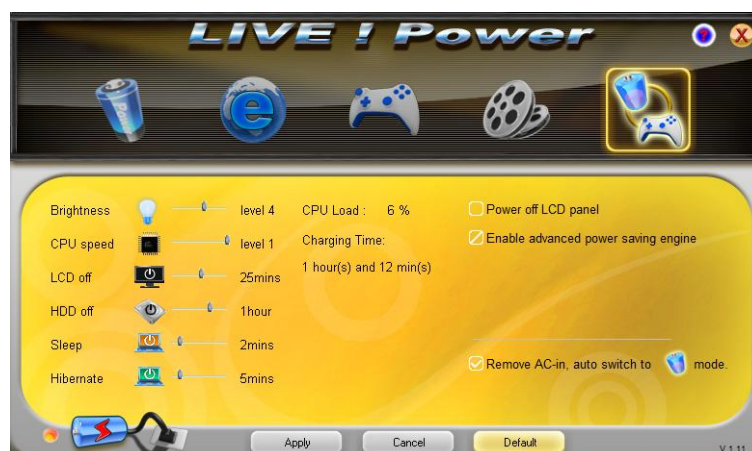 LIVE ! Power
Brightness level 4 CPU Load : 6 % Power off LCD panel
CPU speed level 1 Charging Time: Enable advanced power saving engine
LCD off 25mins 1 hour(s) and 12 min(s)
HDD off 1hour
Sleep 2mins
Hibernate 5mins Remove AC-in, auto switch to mode.
Apply Cancel Default
V 1.11